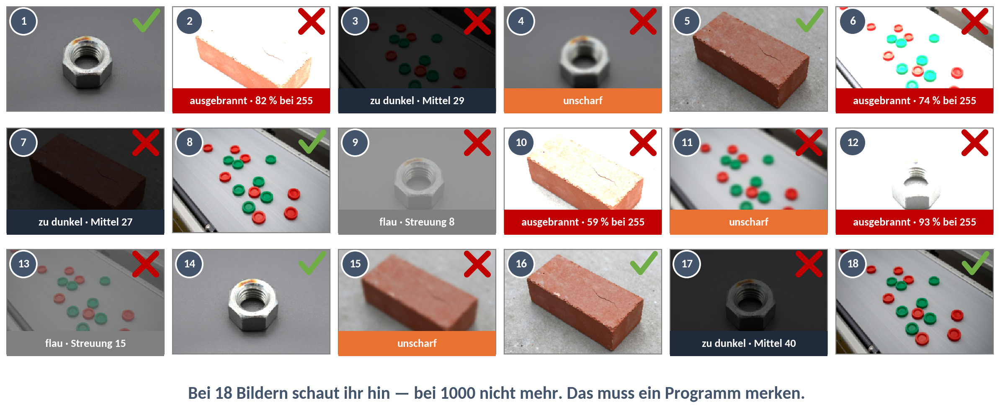 1
2
3
4
5
6
ausgebrannt · 82 % bei 255
zu dunkel · Mittel 29
unscharf
ausgebrannt · 74 % bei 255
7
8
9
10
11
12
zu dunkel · Mittel 27
flau · Streuung 8
ausgebrannt · 59 % bei 255
unscharf
ausgebrannt · 93 % bei 255
13
14
15
16
17
18
flau · Streuung 15
unscharf
zu dunkel · Mittel 40
Bei 18 Bildern schaut ihr hin — bei 1000 nicht mehr. Das muss ein Programm merken.